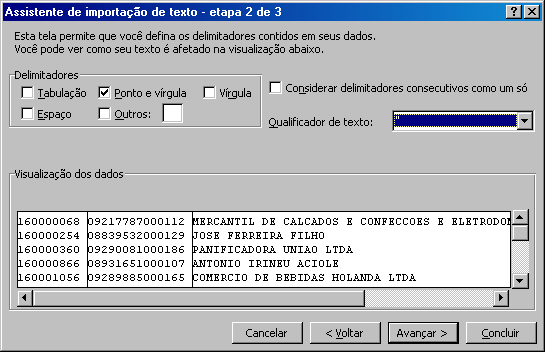 Assistente de importação de texto - etapa 2 de 3
Esta tela permite que você defina os delimitadores contidos em seus dados.
Você pode ver como seu texto é afetado na visualização abaixo.
Delimitadores
Tabulação Ponto e vírgula Vírgula
Espaço Outros:
Considerar delimitadores consecutivos como um só
Qualificador de texto: "
Visualização dos dados
160000068 09217787000112 MERCANTIL DE CALCADOS E CONFECCOES E ELETRODOM
160000254 08839532000129 JOSE FERREIRA FILHO
160000360 09290081000186 PANIFICADORA UNIAO LTDA
160000866 08931651000107 ANTONIO IRINEU ACIOLE
160001056 09289885000165 COMERCIO DE BEBIDAS HOLANDA LTDA
Cancelar < Voltar Avançar > Concluir